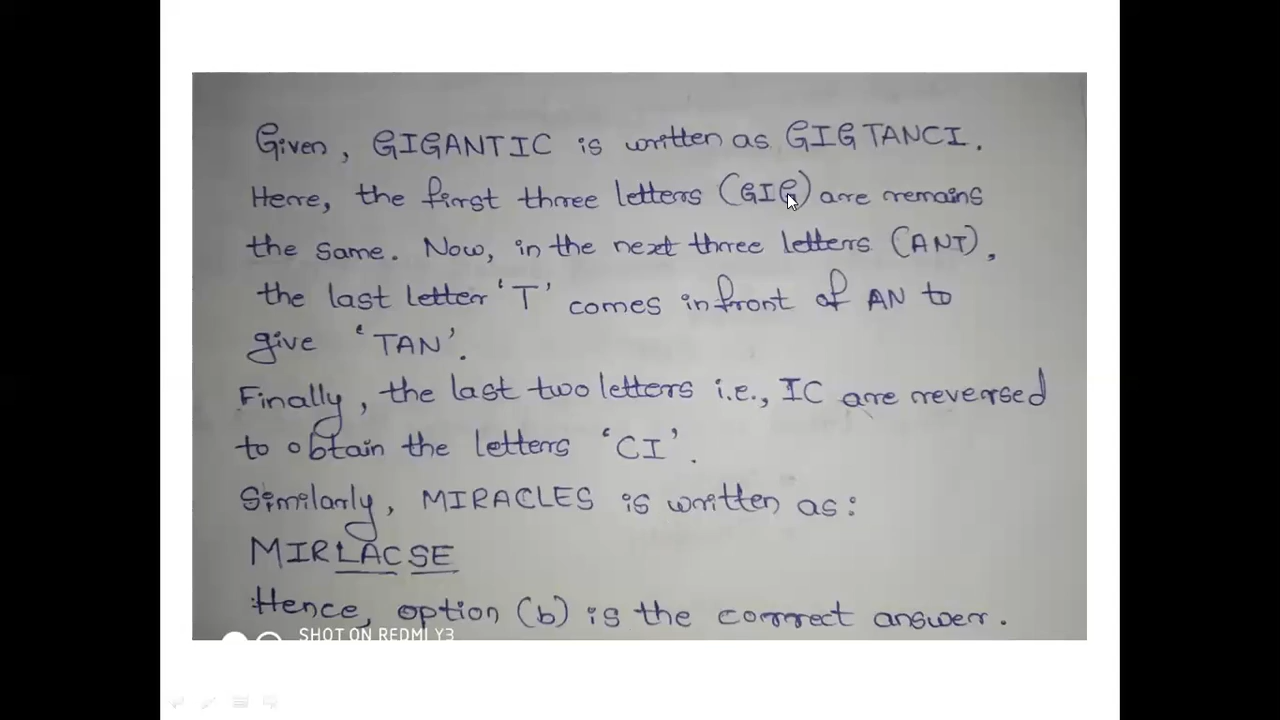 Given, GIGANTIC is written as GIGTANCI.
Here, the first three letters (GIG) are remains
the same. Now, in the next three letters (ANT),
the last letter 'T' comes infront of AN to
give 'TAN'.
Finally, the last two letters i.e., IC are reversed
to obtain the letters 'CI'.
Similarly, MIRACLES is written as:
MIRLACSE
Hence, option (b) is the correct answer.
SHOT ON REDMI Y3